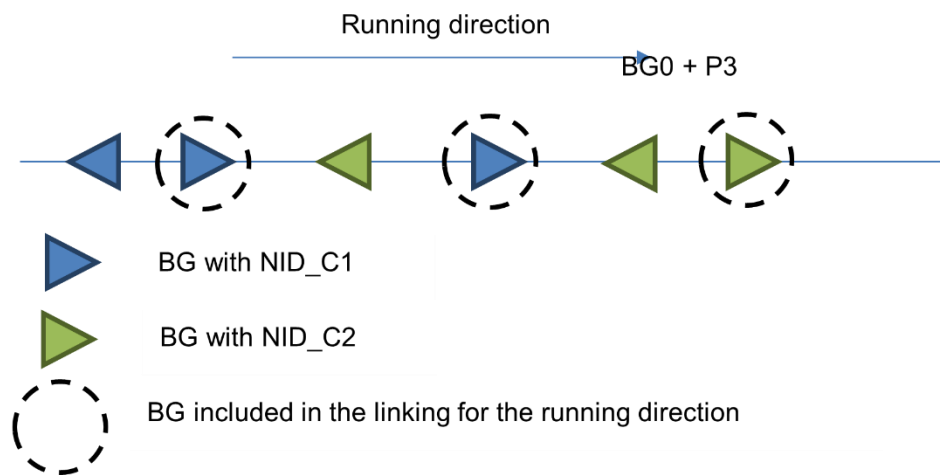 Running direction
BG0 + P3
BG with NID_C1
BG with NID_C2
BG included in the linking for the running direction